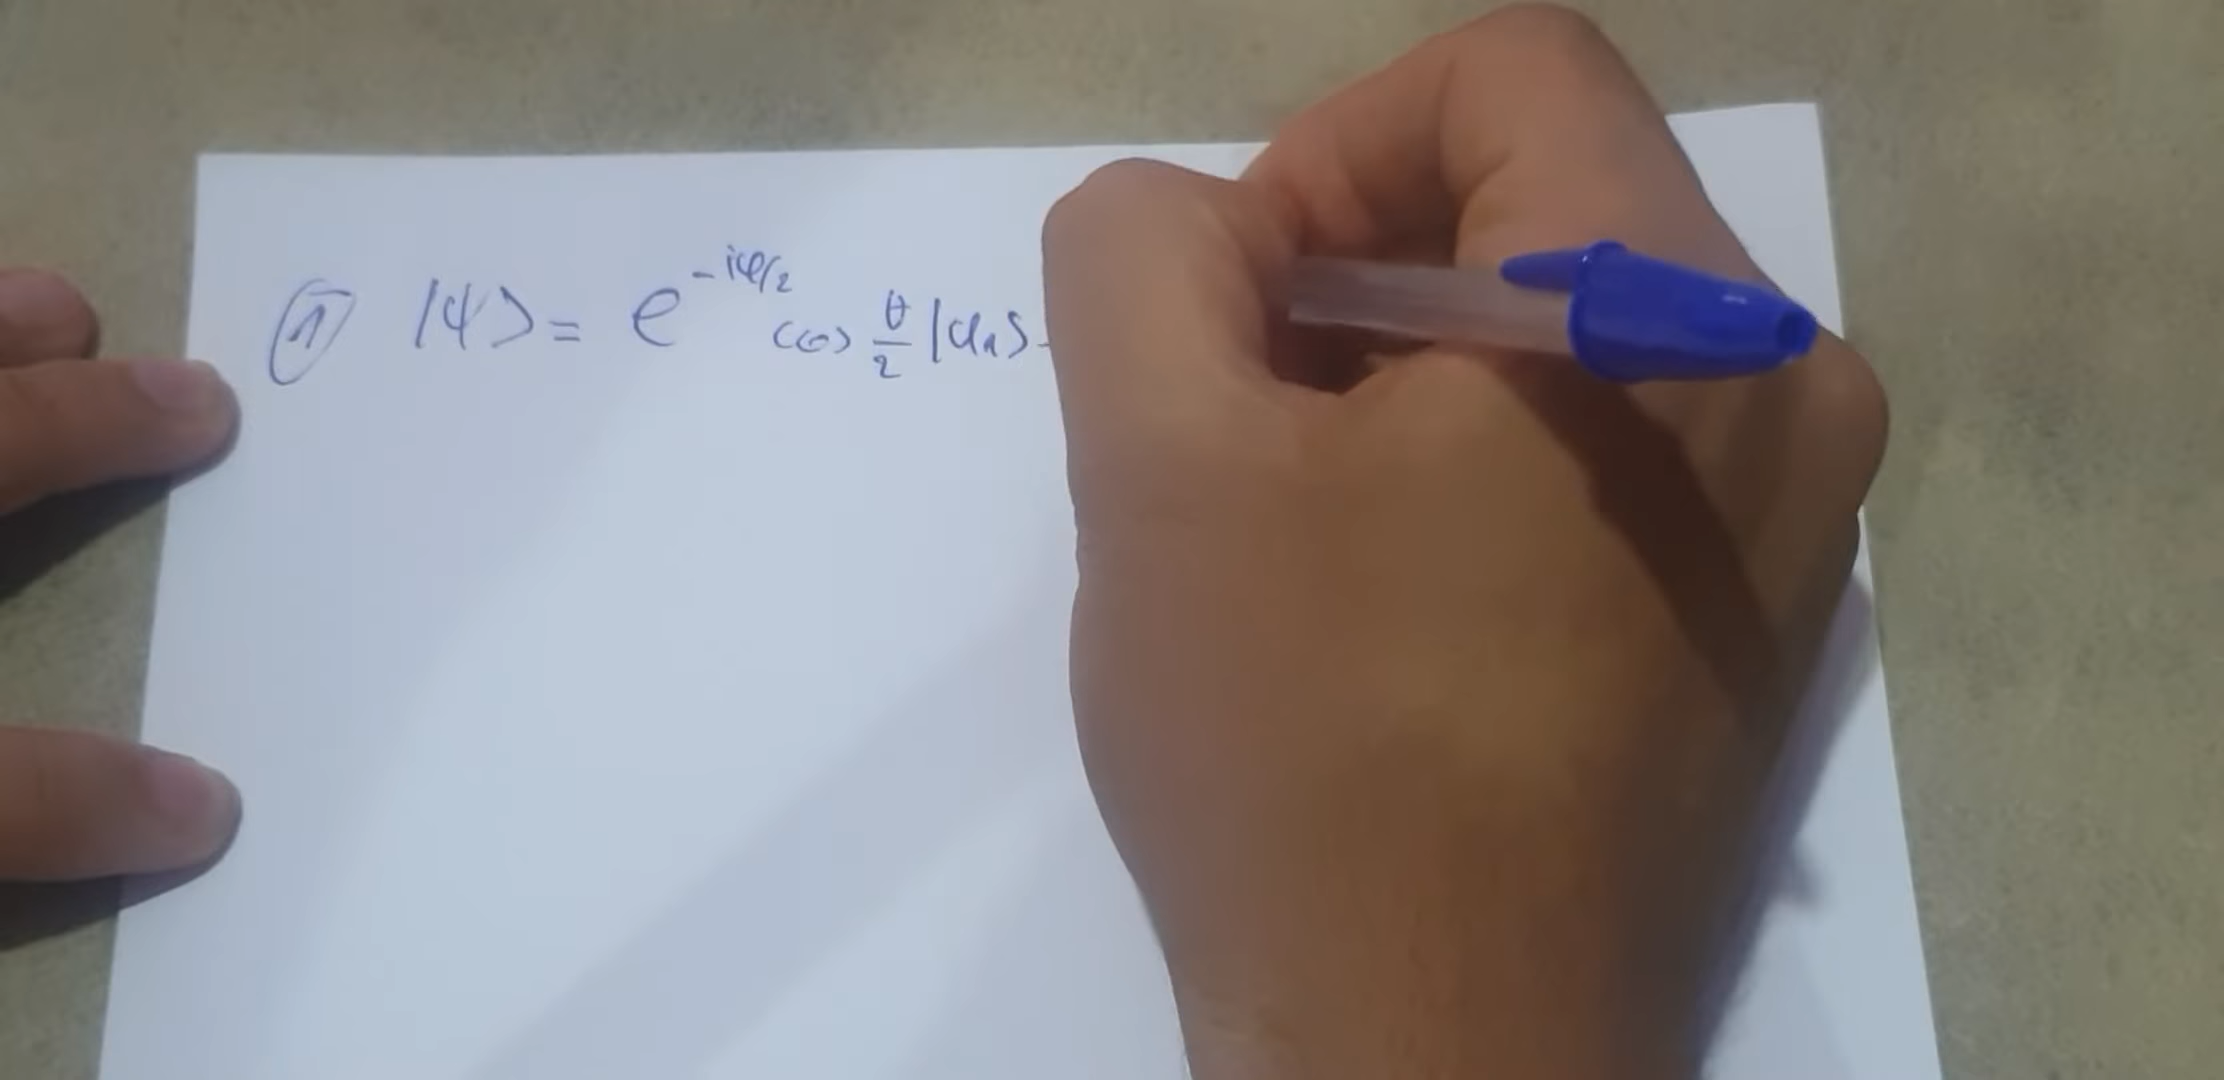 ① |ψ⟩ = e^{-iφ/2} cos θ/2 |u₁⟩